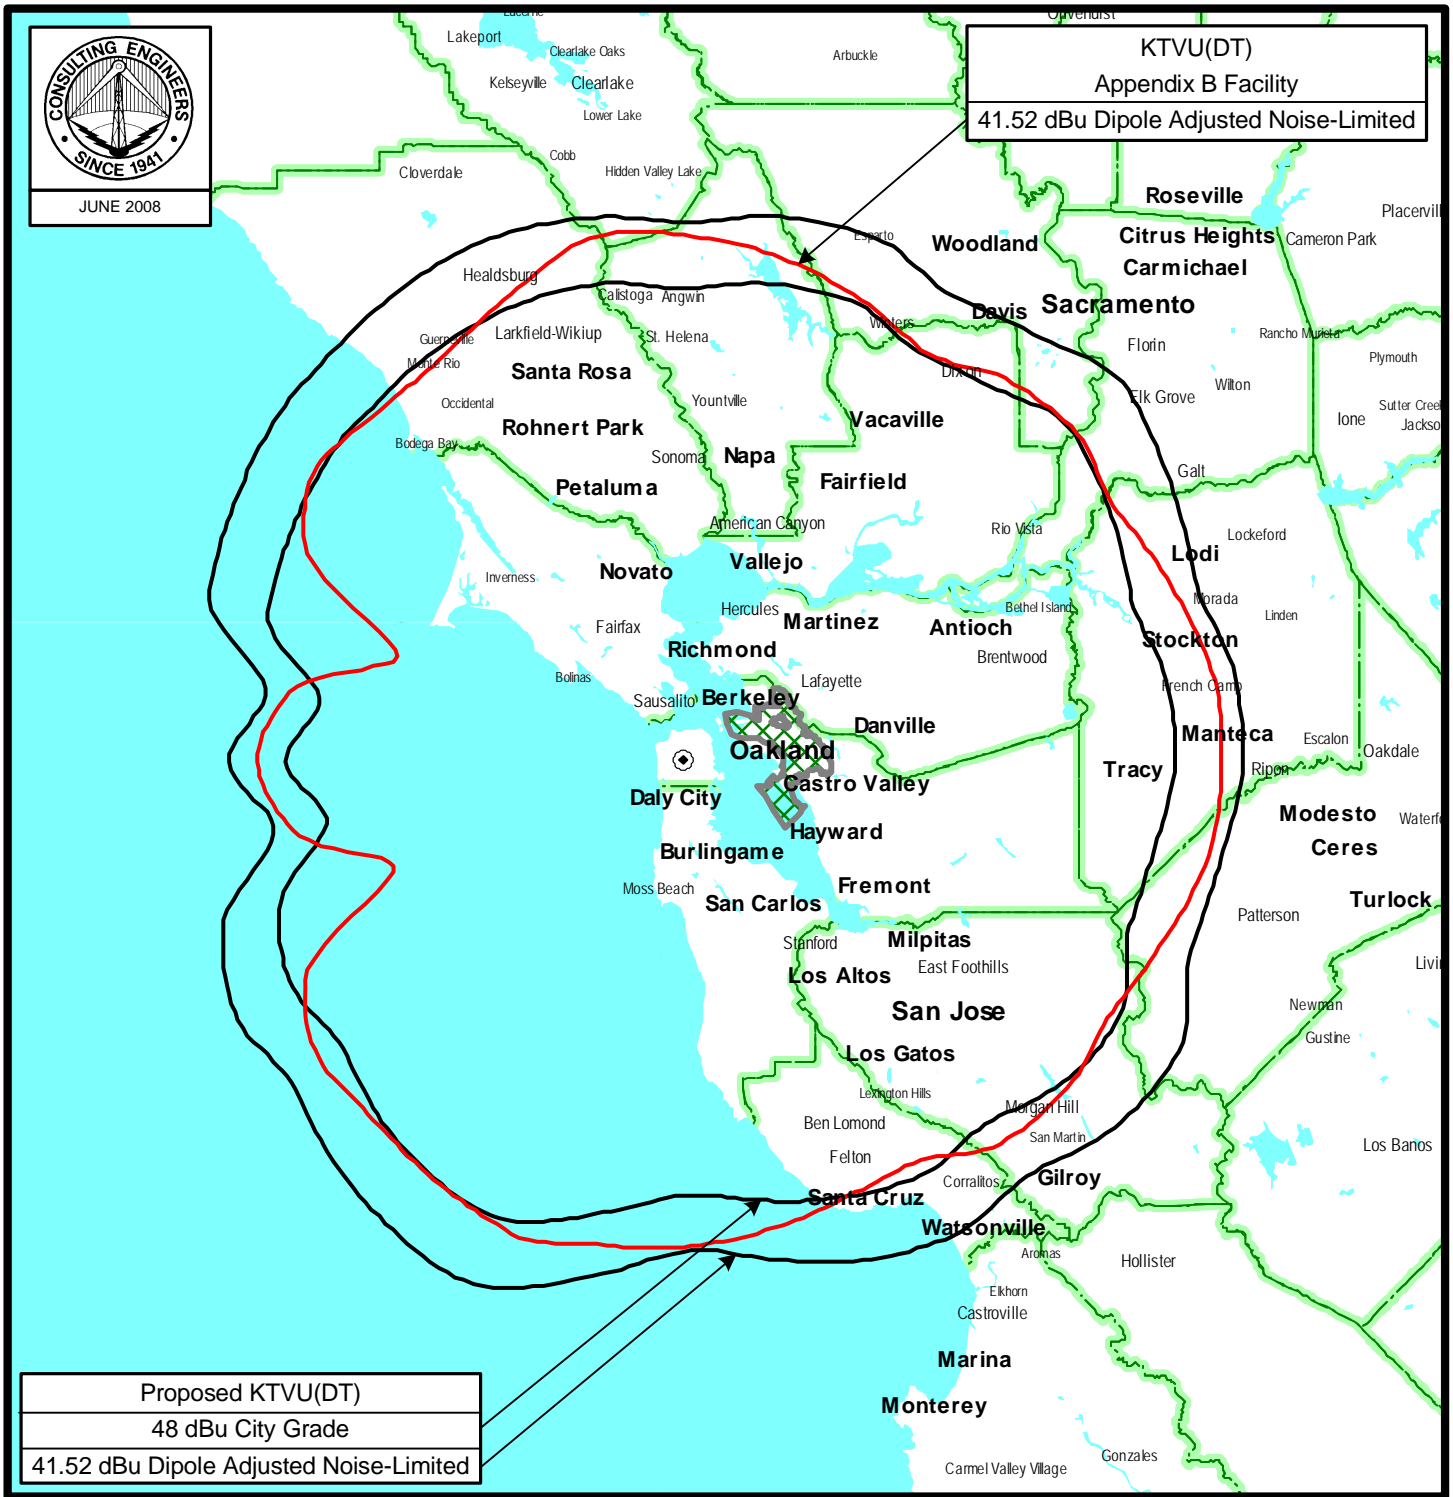 CONSULTING ENGINEERS
SINCE 1941
JUNE 2008
KTVU(DT)
Appendix B Facility
41.52 dBu Dipole Adjusted Noise-Limited
Lucerne
Lakeport
Clearlake Oaks
Kelseyville
Clearlake
Lower Lake
Arbuckle
Olivehurst
Cobb
Cloverdale
Hidden Valley Lake
Roseville
Placervill
Esparto
Woodland
Citrus Heights
Cameron Park
Carmichael
Healdsburg
Calistoga
Angwin
Davis
Sacramento
Winters
Guerneville
Larkfield-Wikiup
St. Helena
Florin
Rancho Murieta
Monte Rio
Santa Rosa
Dixon
Plymouth
Wilton
Occidental
Yountville
Elk Grove
Sutter Creek
Rohnert Park
Vacaville
Ione
Jackso
Bodega Bay
Sonoma
Napa
Galt
Petaluma
Fairfield
American Canyon
Rio Vista
Lockeford
Lodi
Novato
Vallejo
Inverness
Hercules
Bethel Island
Morada
Linden
Fairfax
Martinez
Antioch
Stockton
Richmond
Brentwood
Bolinas
Lafayette
French Camp
Sausalito
Berkeley
Danville
Manteca
Escalon
Oakland
Oakdale
Tracy
Ripon
Castro Valley
Daly City
Modesto
Waterfo
Hayward
Ceres
Burlingame
Moss Beach
Fremont
San Carlos
Turlock
Patterson
Stanford
Milpitas
Los Altos
East Foothills
Livin
San Jose
Newman
Gustine
Los Gatos
Lexington Hills
Morgan Hill
Ben Lomond
San Martin
Los Banos
Felton
Corralitos
Gilroy
Santa Cruz
Watsonville
Aromas
Hollister
Elkhorn
Castroville
Marina
Monterey
Gonzales
Carmel Valley Village
Proposed KTVU(DT)
48 dBu City Grade
41.52 dBu Dipole Adjusted Noise-Limited